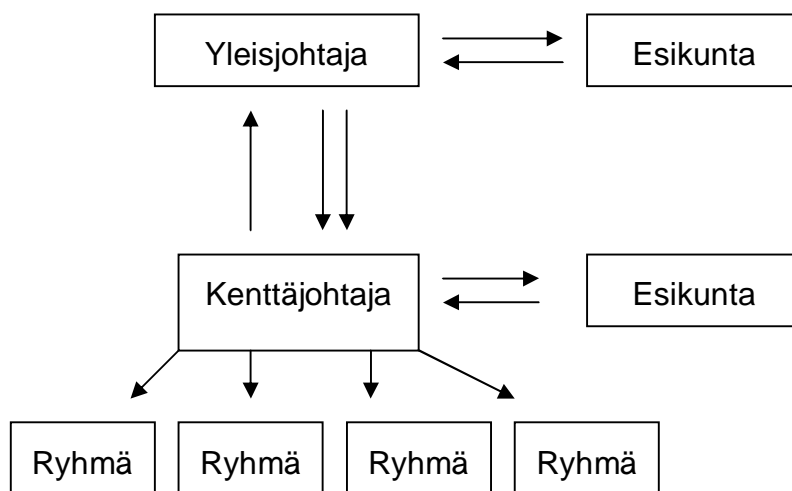 Yleisjohtaja
Esikunta
Kenttäjohtaja
Esikunta
Ryhmä
Ryhmä
Ryhmä
Ryhmä